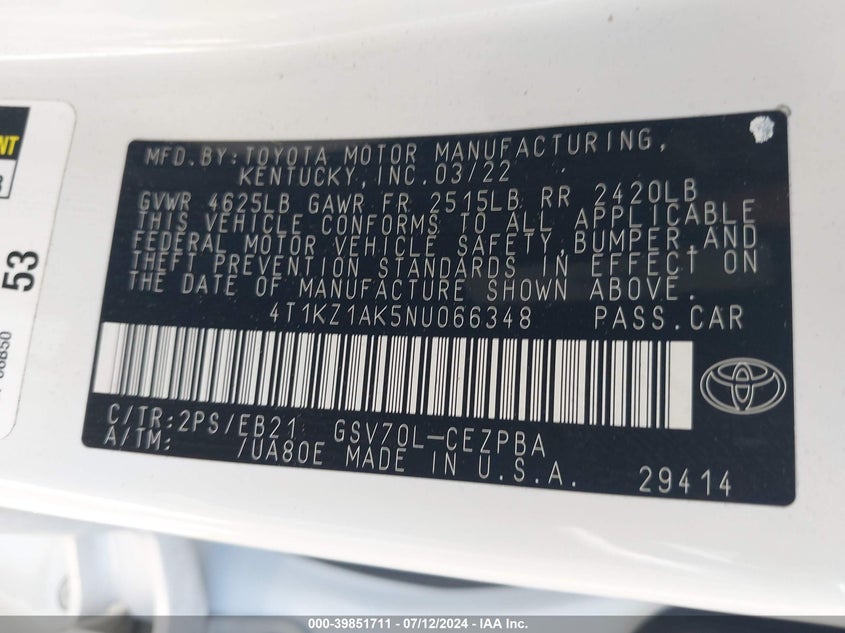 NT
53
MFD.BY:TOYOTA MOTOR MANUFACTURING,
KENTUCKY,INC.03/22
GVWR 4625LB GAWR FR 2515LB RR 2420LB
THIS VEHICLE CONFORMS TO ALL APPLICABLE
FEDERAL MOTOR VEHICLE SAFETY,BUMPER,AND
THEFT PREVENTION STANDARDS IN EFFECT ON
THE DATE OF MANUFACTURE SHOWN ABOVE.
4T1KZ1AK5NU066348 PASS.CAR
C/TR:2PS/EB21 GSV70L-CEZPBA
A/TM: /UA80E MADE IN U.S.A.
29414
000-39851711 - 07/12/2024 - IAA Inc.